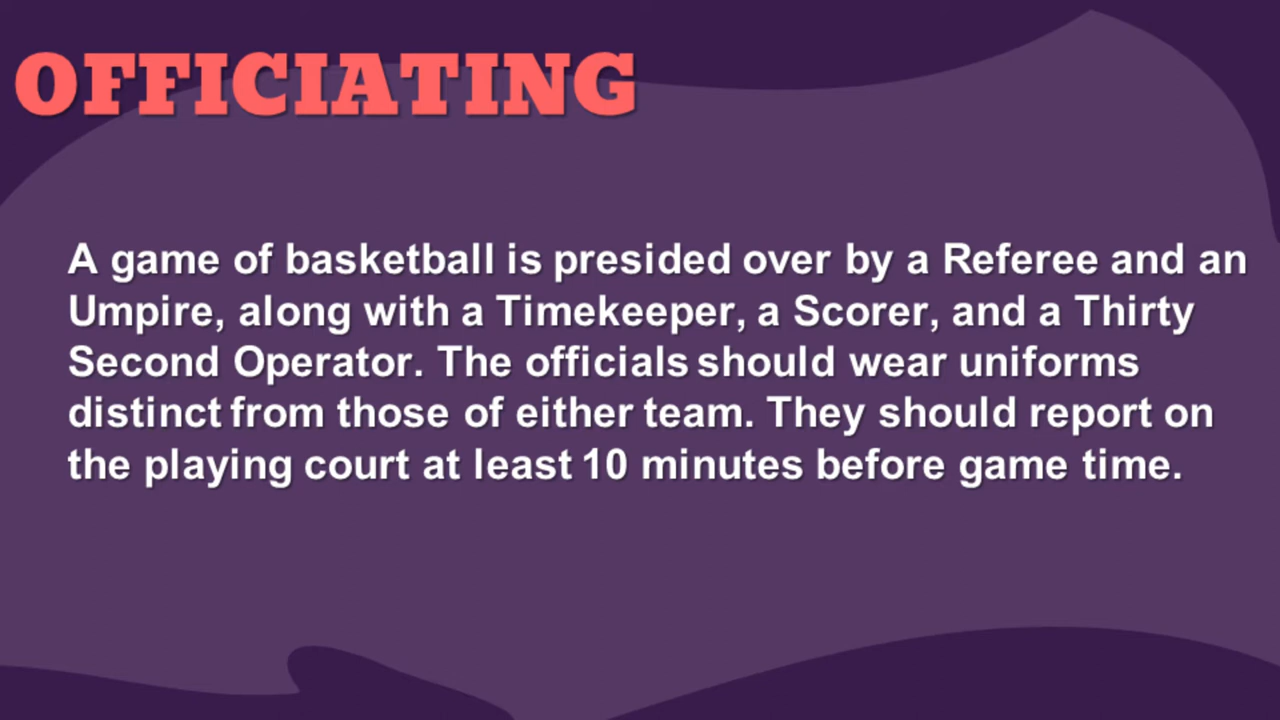 OFFICIATING
A game of basketball is presided over by a Referee and an
Umpire, along with a Timekeeper, a Scorer, and a Thirty
Second Operator. The officials should wear uniforms
distinct from those of either team. They should report on
the playing court at least 10 minutes before game time.